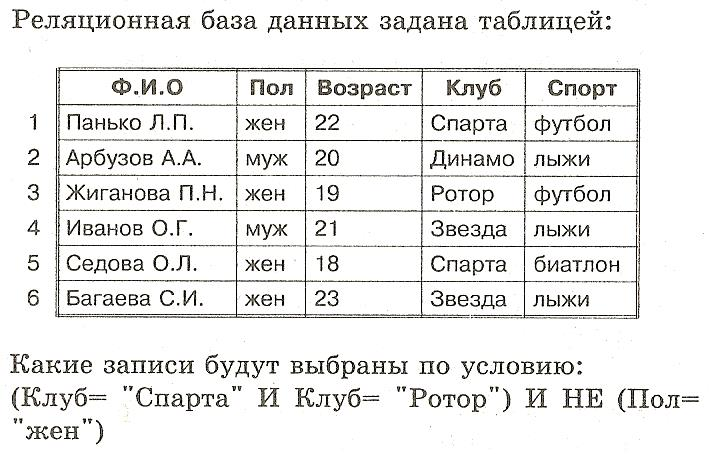 Реляционная база данных задана таблицей:
Ф.И.О Пол Возраст Клуб Спорт
1 Панько Л.П. жен 22 Спарта футбол
2 Арбузов А.А. муж 20 Динамо лыжи
3 Жиганова П.Н. жен 19 Ротор футбол
4 Иванов О.Г. муж 21 Звезда лыжи
5 Седова О.Л. жен 18 Спарта биатлон
6 Багаева С.И. жен 23 Звезда лыжи
Какие записи будут выбраны по условию:
(Клуб= "Спарта" И Клуб= "Ротор") И НЕ (Пол=
"жен")